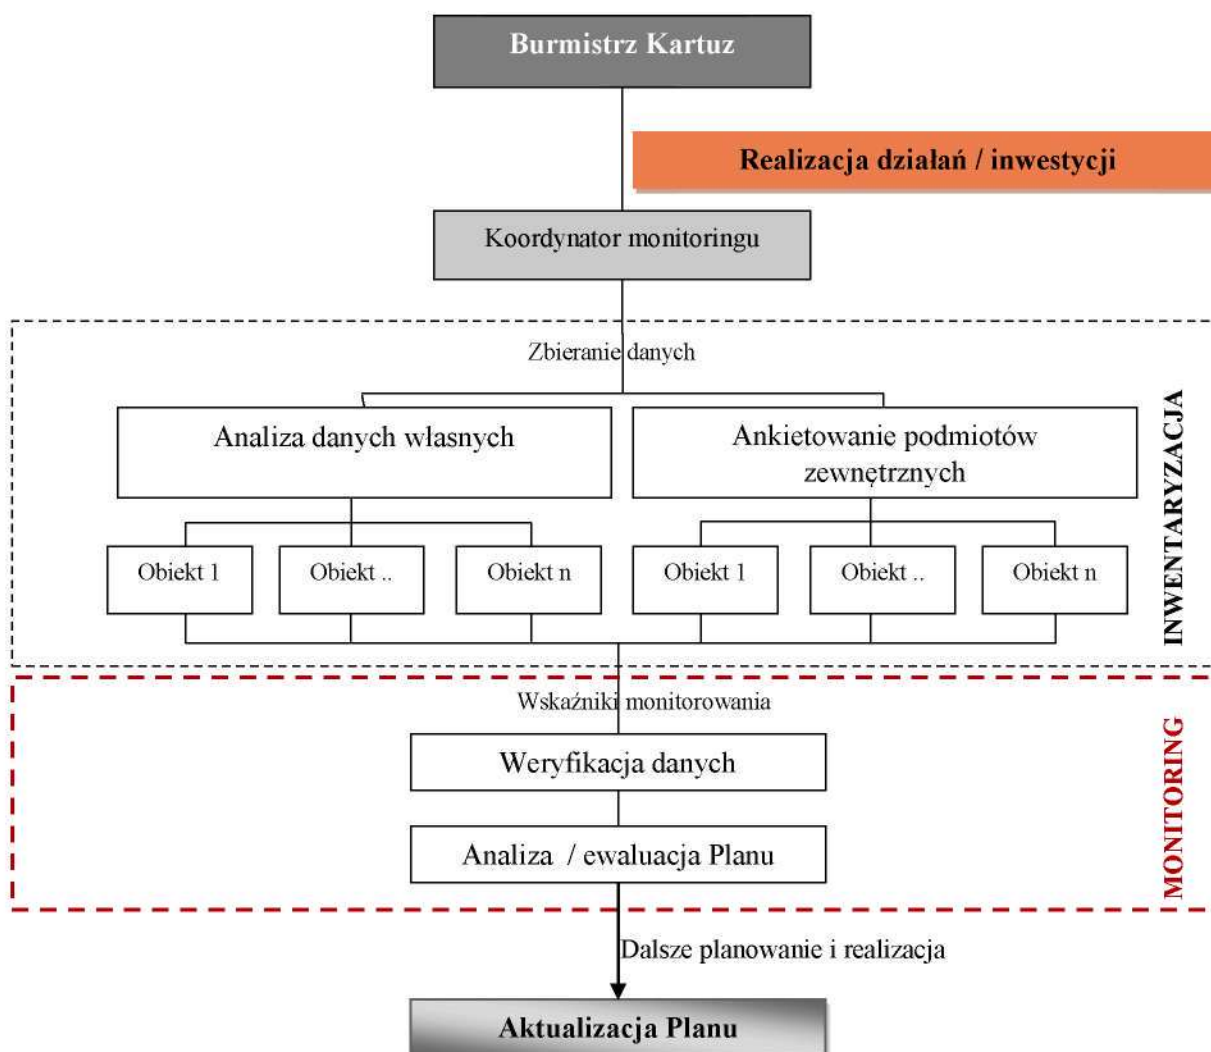 Burmistrz Kartuz
Realizacja działań / inwestycji
Koordynator monitoringu
Zbieranie danych
Analiza danych własnych
Ankietowanie podmiotów
zewnętrznych
Obiekt 1
Obiekt ..
Obiekt n
Obiekt 1
Obiekt ..
Obiekt n
INWENTARYZACJA
Wskaźniki monitorowania
Weryfikacja danych
Analiza / ewaluacja Planu
MONITORING
Dalsze planowanie i realizacja
Aktualizacja Planu